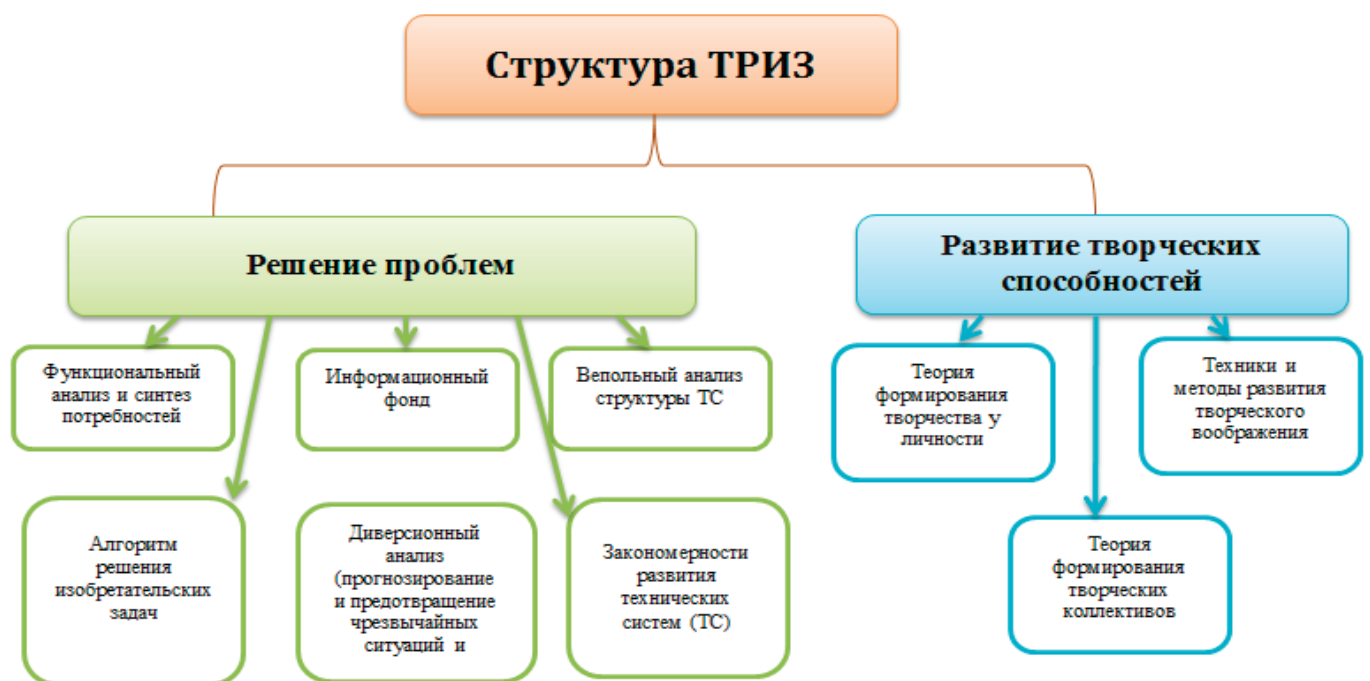 Структура ТРИЗ
Решение проблем
Развитие творческих
способностей
Функциональный
анализ и синтез
потребностей
Информационный
фонд
Вепольный анализ
структуры ТС
Теория
формирования
творчества у
личности
Техники и
методы развития
творческого
воображения
Алгоритм
решения
изобретательских
задач
Диверсионный
анализ
(прогнозирование
и предотвращение
чрезвычайных
ситуаций и
Закономерности
развития
технических
систем (ТС)
Теория
формирования
творческих
коллективов